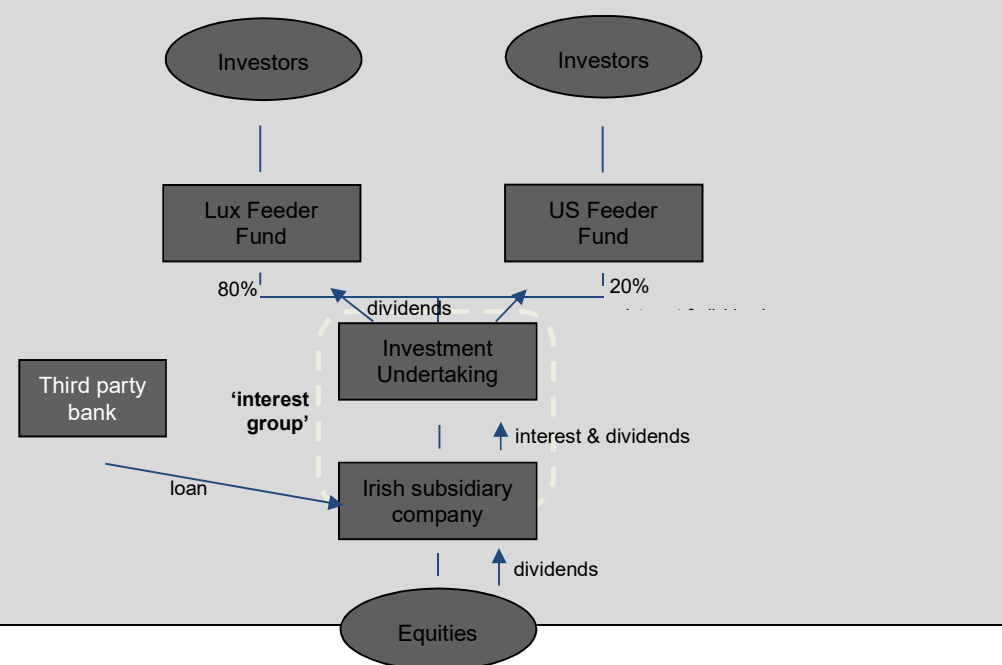 Investors
Investors
Lux Feeder
Fund
US Feeder
Fund
80%
20%
dividends
Investment
Undertaking
Third party
bank
‘interest
group’
interest & dividends
loan
Irish subsidiary
company
dividends
Equities